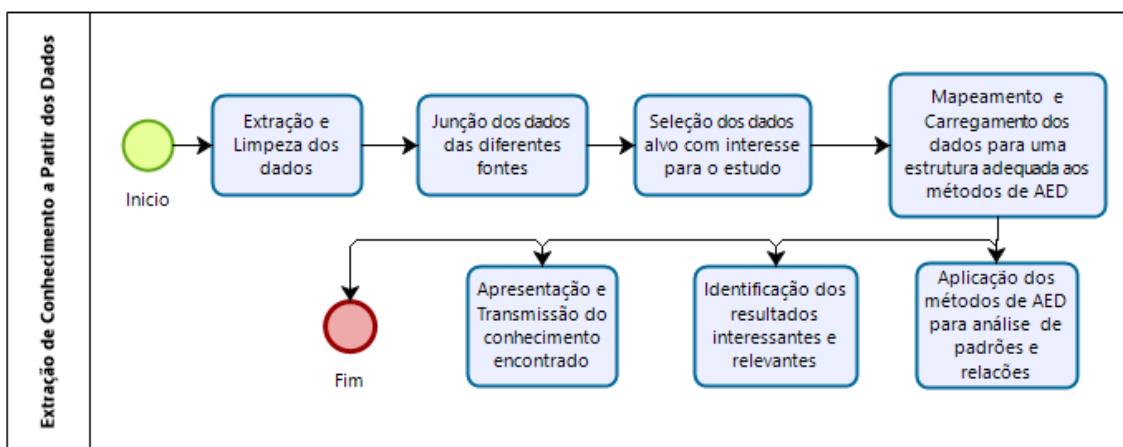 Extração de Conhecimento a Partir dos Dados
Inicio
Extração e
Limpeza dos
dados
Junção dos dados
das diferentes
fontes
Seleção dos dados
alvo com interesse
para o estudo
Mapeamento e
Carregamento dos
dados para uma
estrutura adequada aos
métodos de AED
Fim
Apresentação e
Transmissão do
conhecimento
encontrado
Identificação dos
resultados
interessantes e
relevantes
Aplicação dos
métodos de AED
para análise de
padrões e
relacões